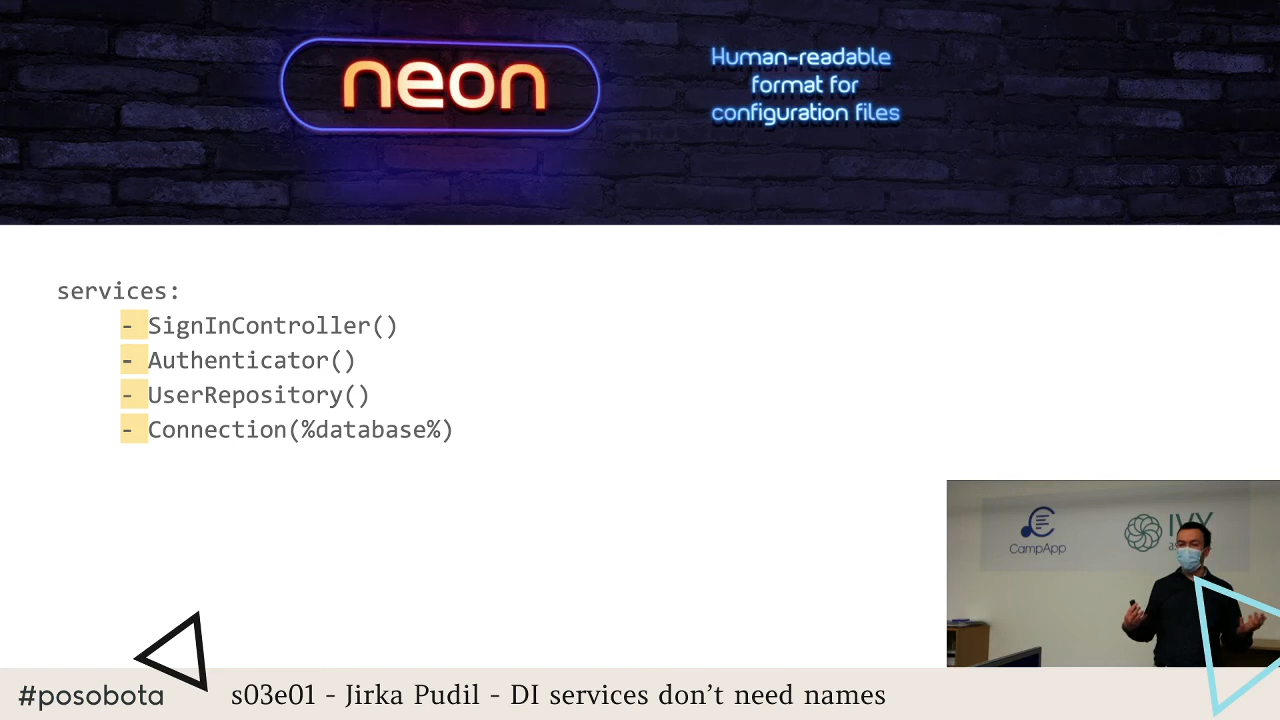 neon
Human-readable
format for
configuration files
services:
- SignInController()
- Authenticator()
- UserRepository()
- Connection(%database%)
CampApp
IVY
#posobota
s03e01 - Jirka Pudil - DI services don’t need names